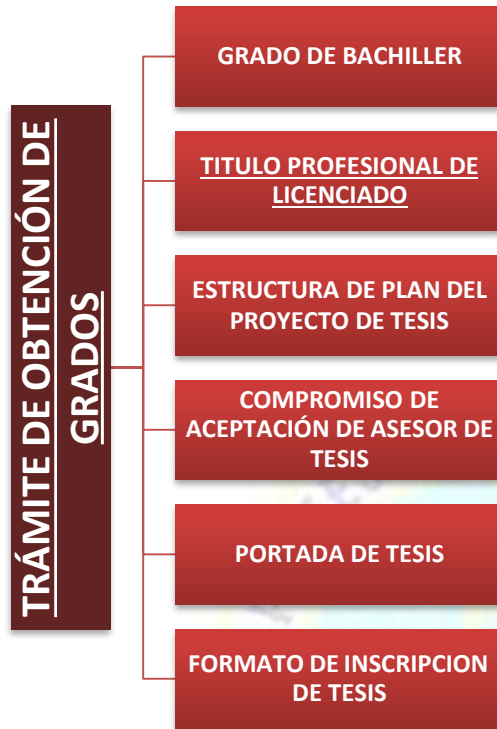 TRÁMITE DE OBTENCIÓN DE
GRADOS
GRADO DE BACHILLER
TITULO PROFESIONAL DE
LICENCIADO
ESTRUCTURA DE PLAN DEL
PROYECTO DE TESIS
COMPROMISO DE
ACEPTACIÓN DE ASESOR DE
TESIS
PORTADA DE TESIS
FORMATO DE INSCRIPCION
DE TESIS